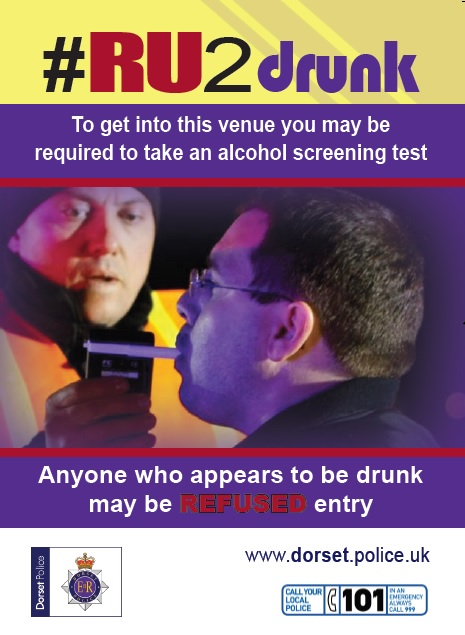 #RU2drunk
To get into this venue you may be
required to take an alcohol screening test
Anyone who appears to be drunk
may be REFUSED entry
Dorset Police
www.dorset.police.uk
CALL YOUR
LOCAL
POLICE
101
IN AN
EMERGENCY
ALWAYS
CALL 999